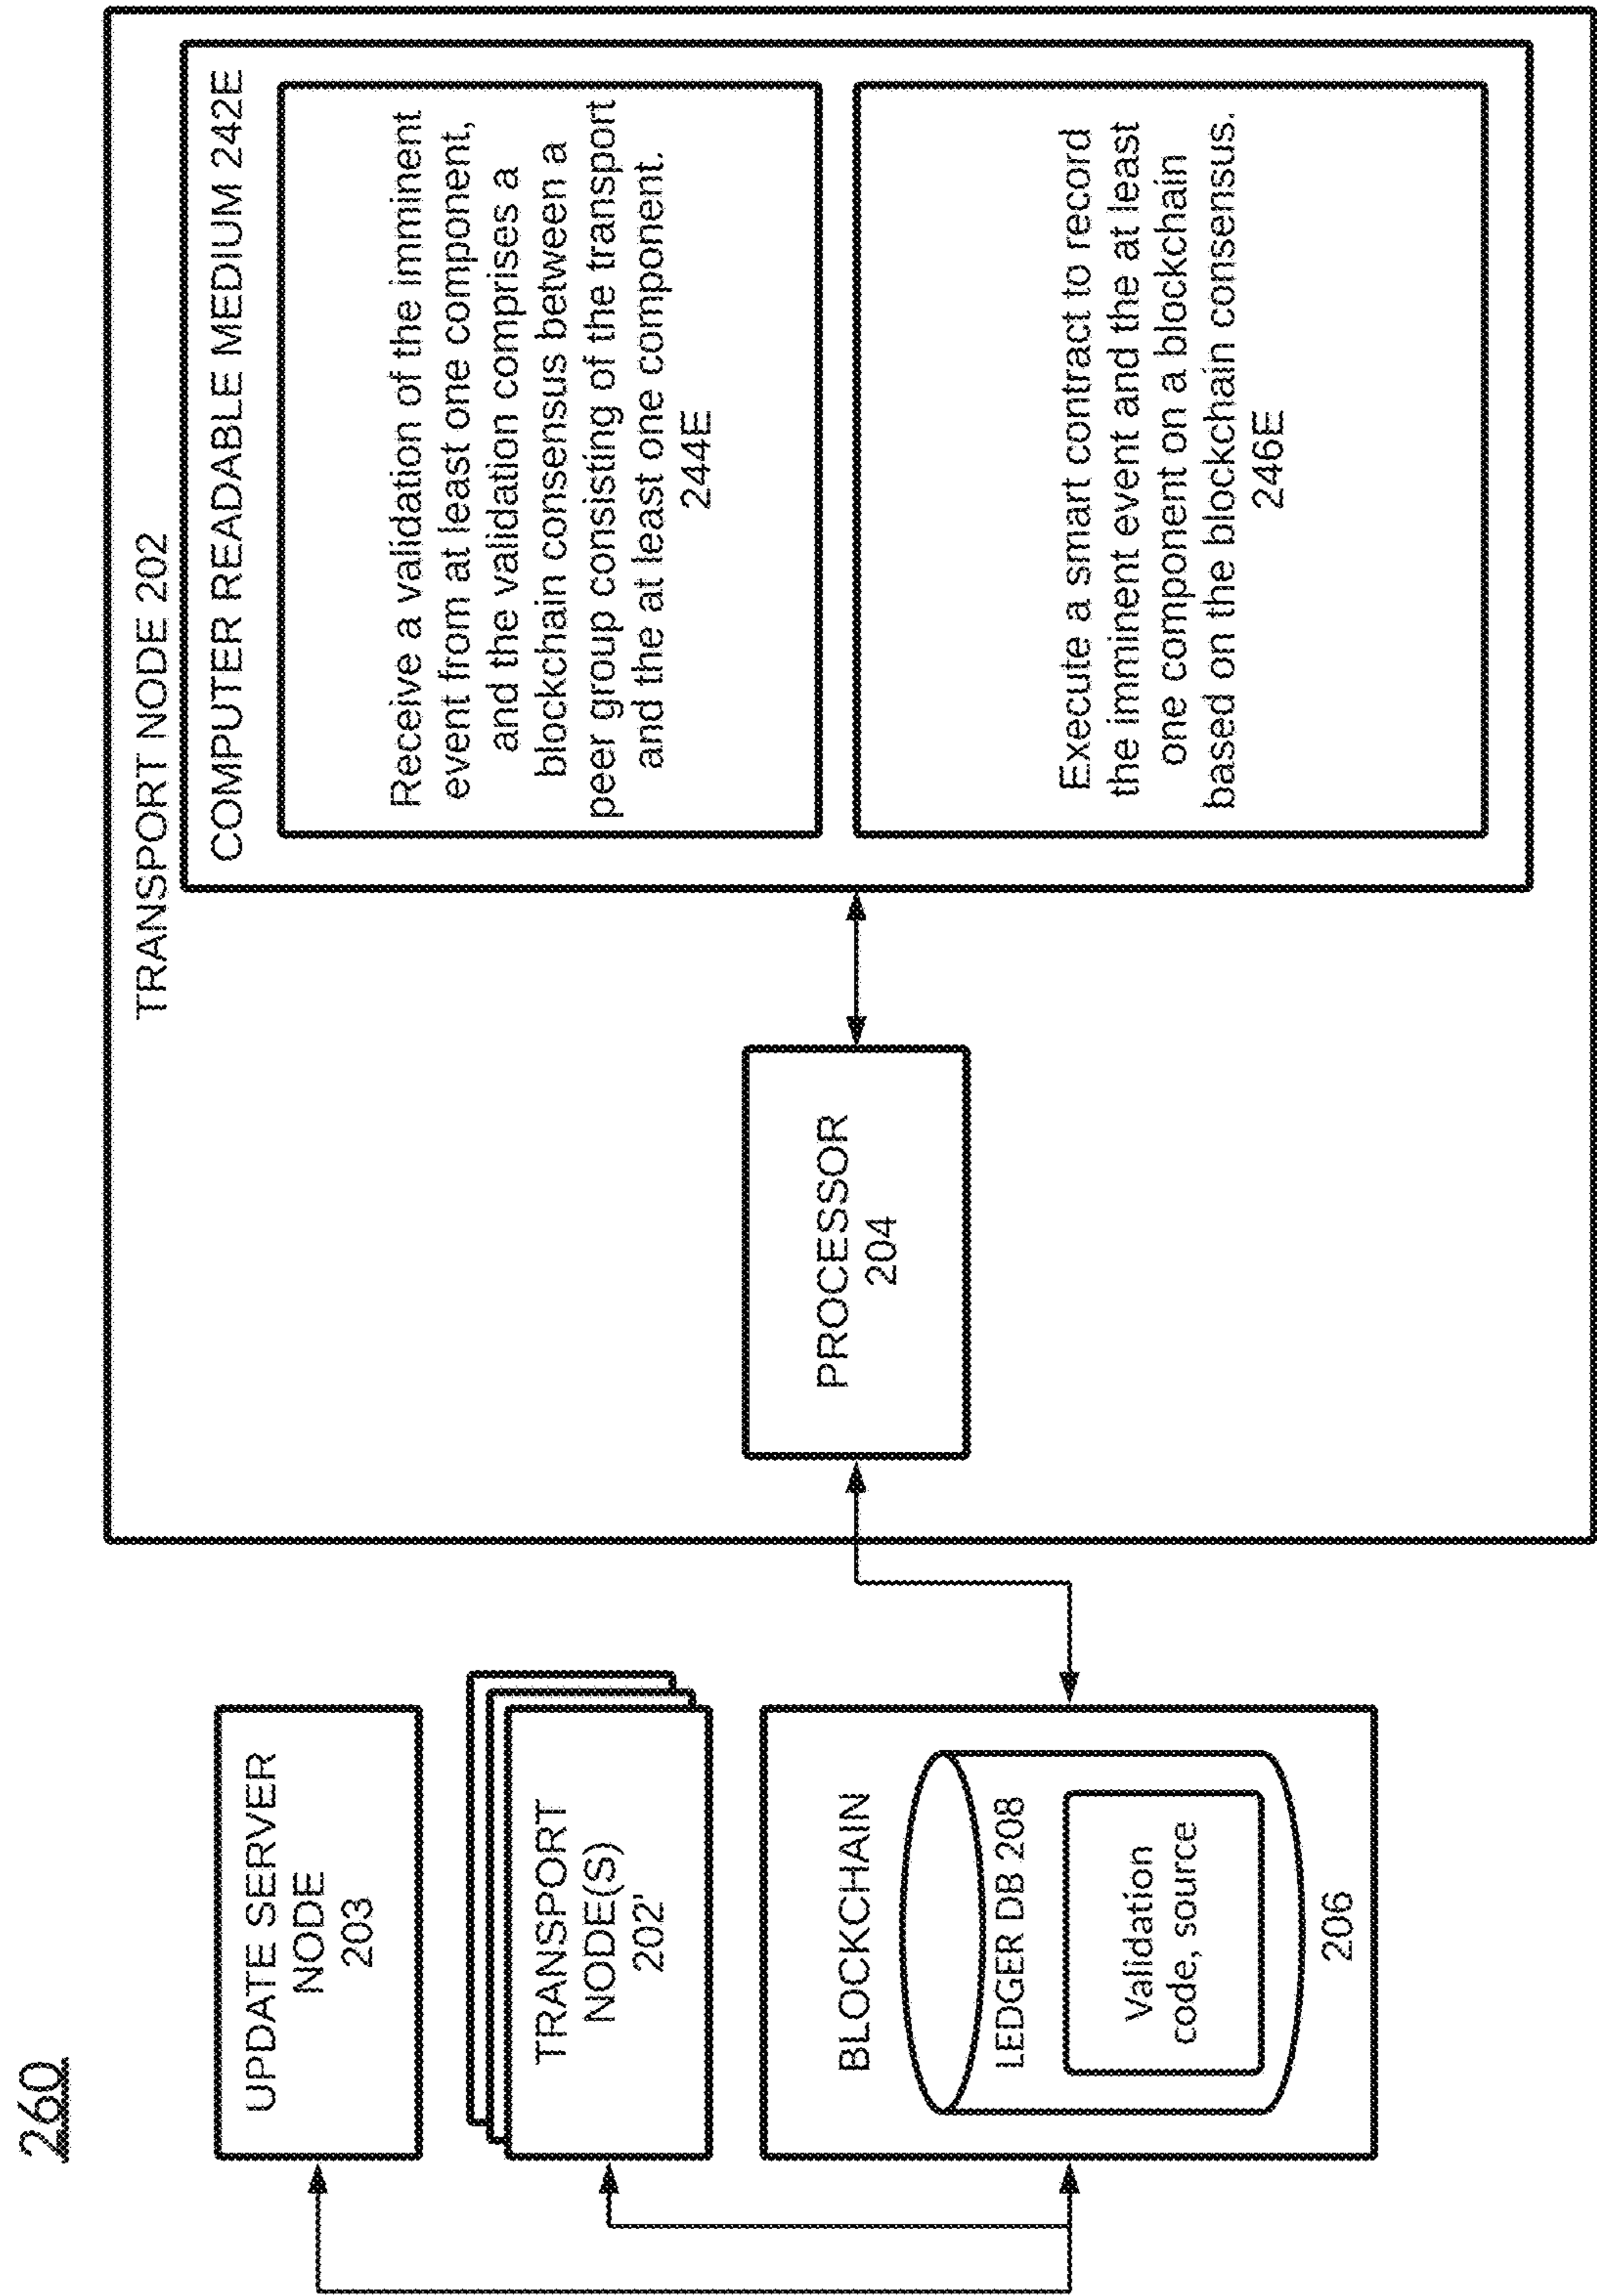 260
UPDATE SERVER
NODE
203
TRANSPORT
NODE(S)
202'
BLOCKCHAIN
LEDGER DB 208
Validation
code, source
206
TRANSPORT NODE 202
PROCESSOR
204
COMPUTER READABLE MEDIUM 242E
Receive a validation of the imminent
event from at least one component,
and the validation comprises a
blockchain consensus between a
peer group consisting of the transport
and the at least one component.
244E
Execute a smart contract to record
the imminent event and the at least
one component on a blockchain
based on the blockchain consensus.
246E